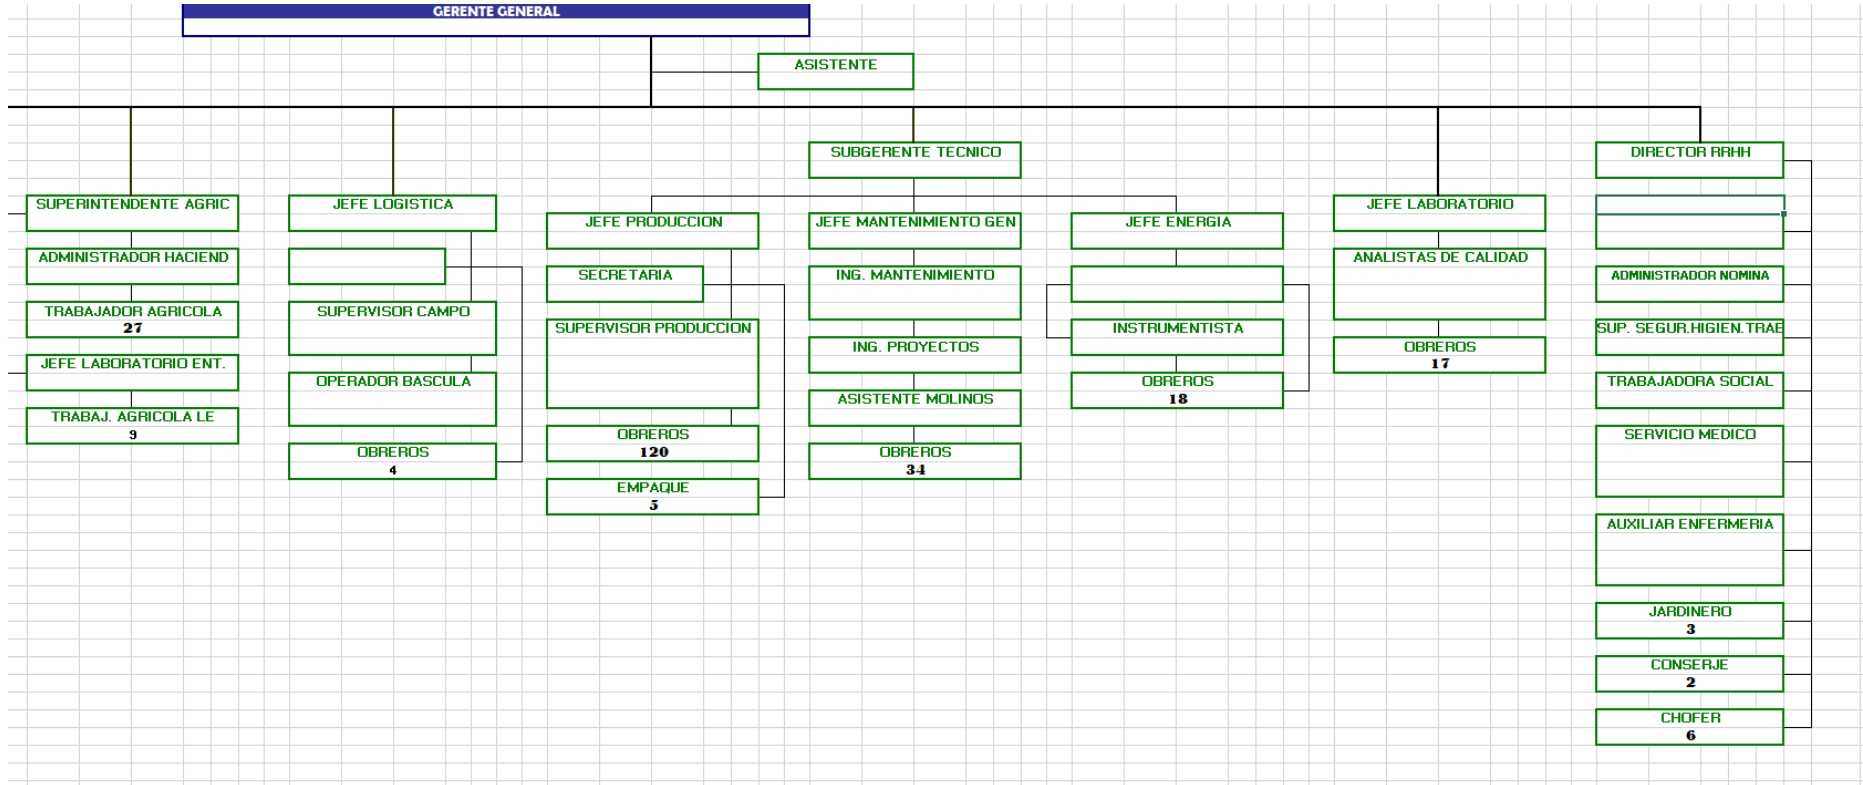 GERENTE GENERAL
ASISTENTE
SUPERINTENDENTE AGRIC
ADMINISTRADOR HACIEND
TRABAJADOR AGRICOLA
27
JEFE LABORATORIO ENT.
TRABAJ. AGRICOLA LE
9
JEFE LOGISTICA
SUPERVISOR CAMPO
OPERADOR BASCULA
OBREROS
4
SUBGERENTE TECNICO
JEFE PRODUCCION
SECRETARIA
SUPERVISOR PRODUCCION
OBREROS
120
EMPAQUE
5
JEFE MANTENIMIENTO GEN
ING. MANTENIMIENTO
ING. PROYECTOS
ASISTENTE MOLINOS
OBREROS
34
JEFE ENERGIA
INSTRUMENTISTA
OBREROS
18
JEFE LABORATORIO
ANALISTAS DE CALIDAD
OBREROS
17
DIRECTOR RRHH
ADMINISTRADOR NOMINA
SUP. SEGUR.HIGIEN.TRAB
TRABAJADORA SOCIAL
SERVICIO MEDICO
AUXILIAR ENFERMERIA
JARDINERO
3
CONSERJE
2
CHOFER
6